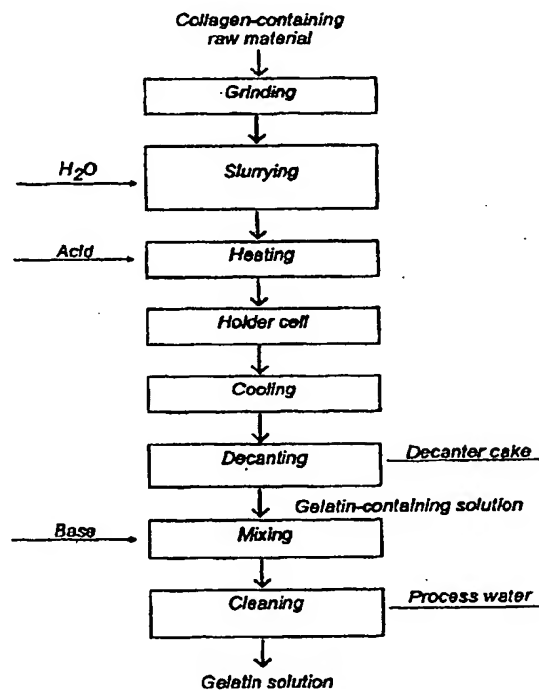 Collagen-containing
raw material
Grinding
H2O
Slurrying
Acid
Heating
Holder cell
Cooling
Decanting
Decanter cake
Gelatin-containing solution
Base
Mixing
Cleaning
Process water
Gelatin solution